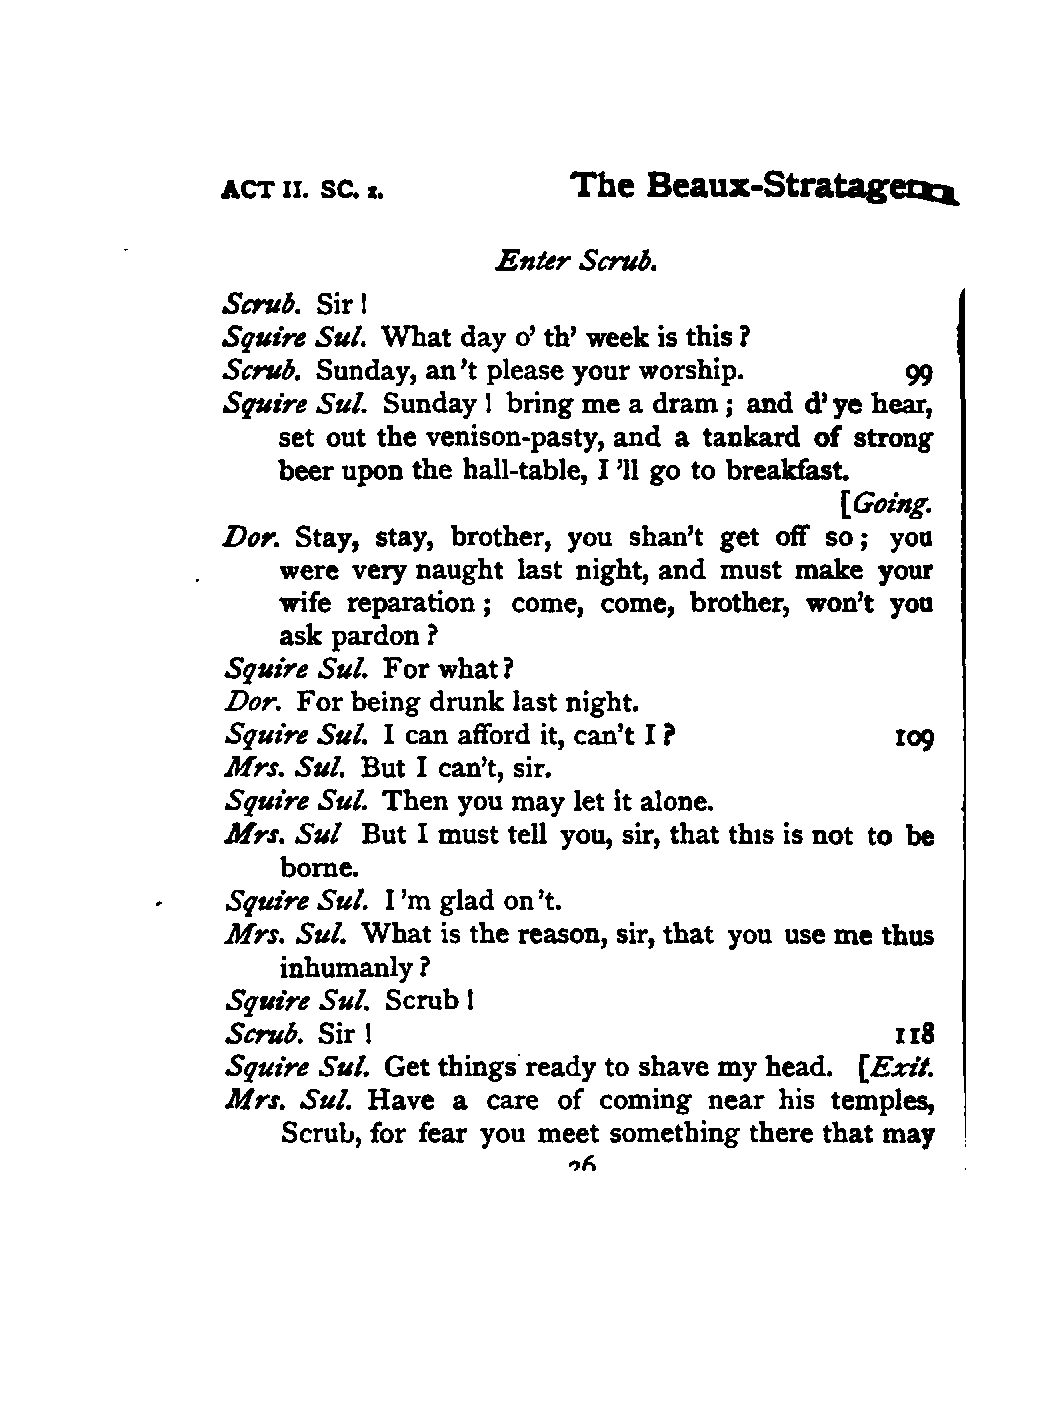 ACT II. SC. 1. The Beaux-Stratagem
Enter Scrub.
Scrub. Sir!
Squire Sul. What day o' th' week is this?
Scrub. Sunday, an't please your worship. 99
Squire Sul. Sunday! bring me a dram; and d'ye hear,
set out the venison-pasty, and a tankard of strong
beer upon the hall-table, I'll go to breakfast.
[Going.
Dor. Stay, stay, brother, you shan't get off so; you
were very naught last night, and must make your
wife reparation; come, come, brother, won't you
ask pardon?
Squire Sul. For what?
Dor. For being drunk last night.
Squire Sul. I can afford it, can't I? 109
Mrs. Sul. But I can't, sir.
Squire Sul. Then you may let it alone.
Mrs. Sul But I must tell you, sir, that this is not to be
borne.
Squire Sul. I'm glad on't.
Mrs. Sul. What is the reason, sir, that you use me thus
inhumanly?
Squire Sul. Scrub!
Scrub. Sir! 118
Squire Sul. Get things ready to shave my head. [Exit.
Mrs. Sul. Have a care of coming near his temples,
Scrub, for fear you meet something there that may